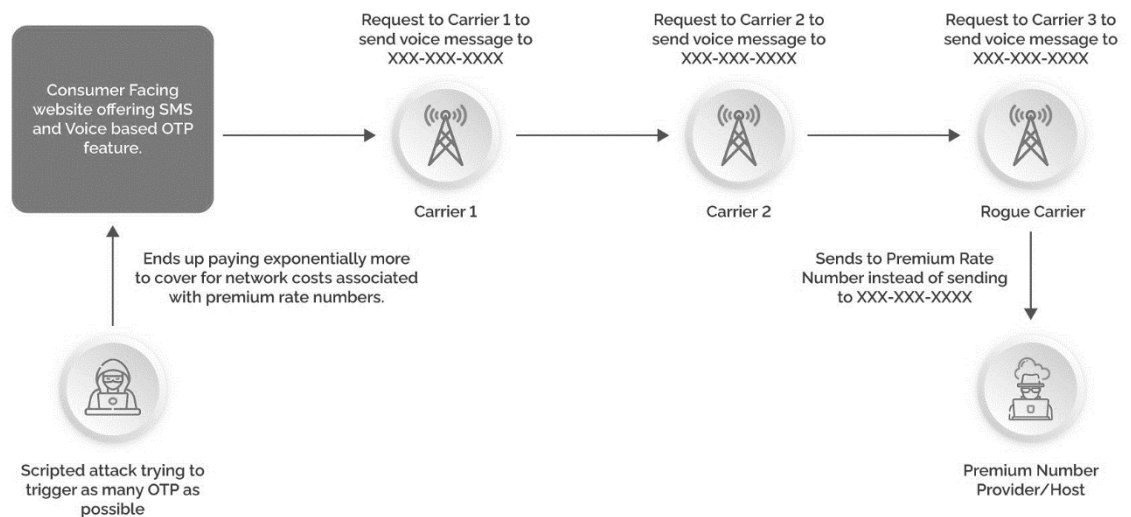 Consumer Facing
website offering SMS
and Voice based OTP
feature.
Request to Carrier 1 to
send voice message to
XXX-XXX-XXXX
Carrier 1
Request to Carrier 2 to
send voice message to
XXX-XXX-XXXX
Carrier 2
Request to Carrier 3 to
send voice message to
XXX-XXX-XXXX
Rogue Carrier
Ends up paying exponentially more
to cover for network costs associated
with premium rate numbers.
Sends to Premium Rate
Number instead of sending
to XXX-XXX-XXXX
Scripted attack trying to
trigger as many OTP as
possible
Premium Number
Provider/Host